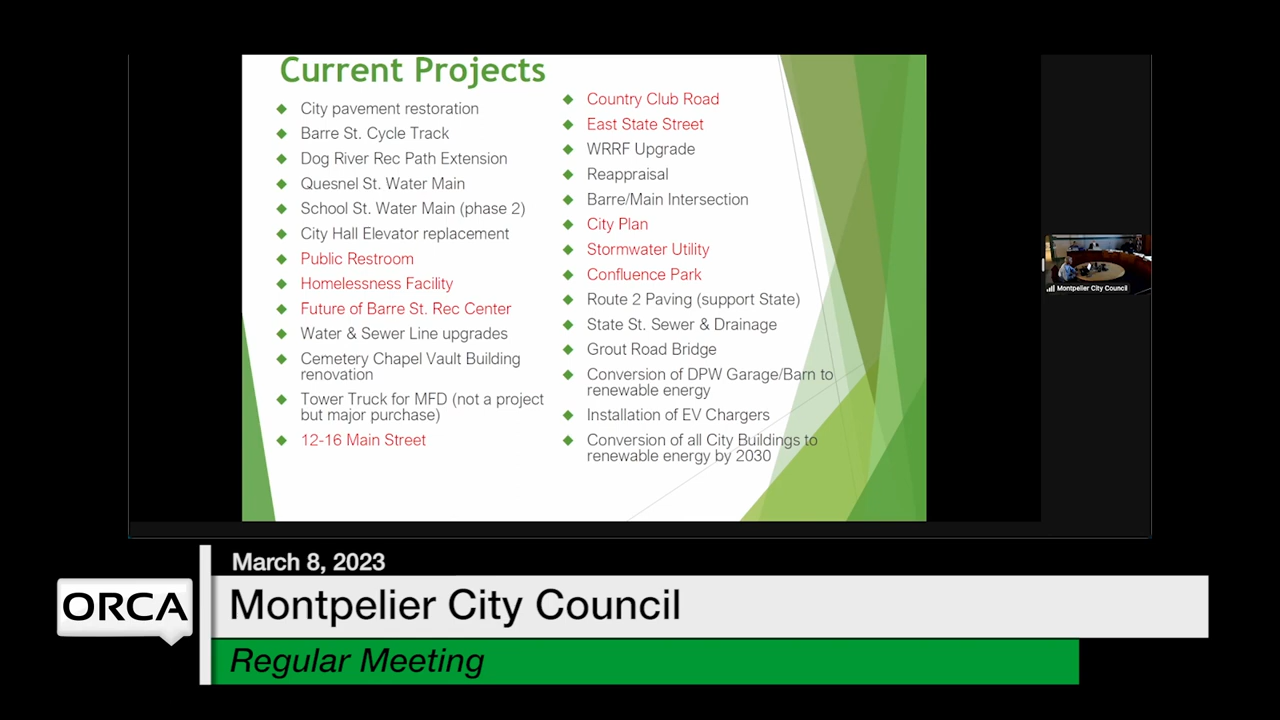 Current Projects
City pavement restoration
Barre St. Cycle Track
Dog River Rec Path Extension
Quesnel St. Water Main
School St. Water Main (phase 2)
City Hall Elevator replacement
Public Restroom
Homelessness Facility
Future of Barre St. Rec Center
Water & Sewer Line upgrades
Cemetery Chapel Vault Building
renovation
Tower Truck for MFD (not a project
but major purchase)
12-16 Main Street
Country Club Road
East State Street
WRRF Upgrade
Reappraisal
Barre/Main Intersection
City Plan
Stormwater Utility
Confluence Park
Route 2 Paving (support State)
State St. Sewer & Drainage
Grout Road Bridge
Conversion of DPW Garage/Barn to
renewable energy
Installation of EV Chargers
Conversion of all City Buildings to
renewable energy by 2030
Montpelier City Council
March 8, 2023
ORCA
Montpelier City Council
Regular Meeting